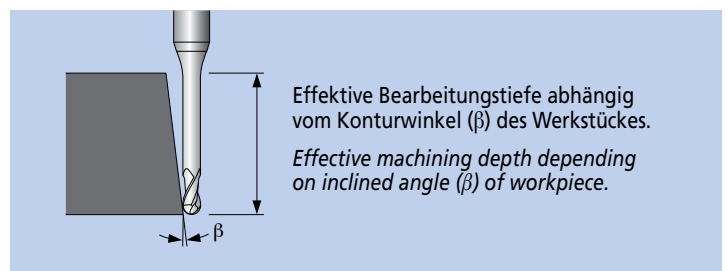 Effektive Bearbeitungstiefe abhängig
vom Konturwinkel (β) des Werkstückes.
Effective machining depth depending
on inclined angle (β) of workpiece.
β